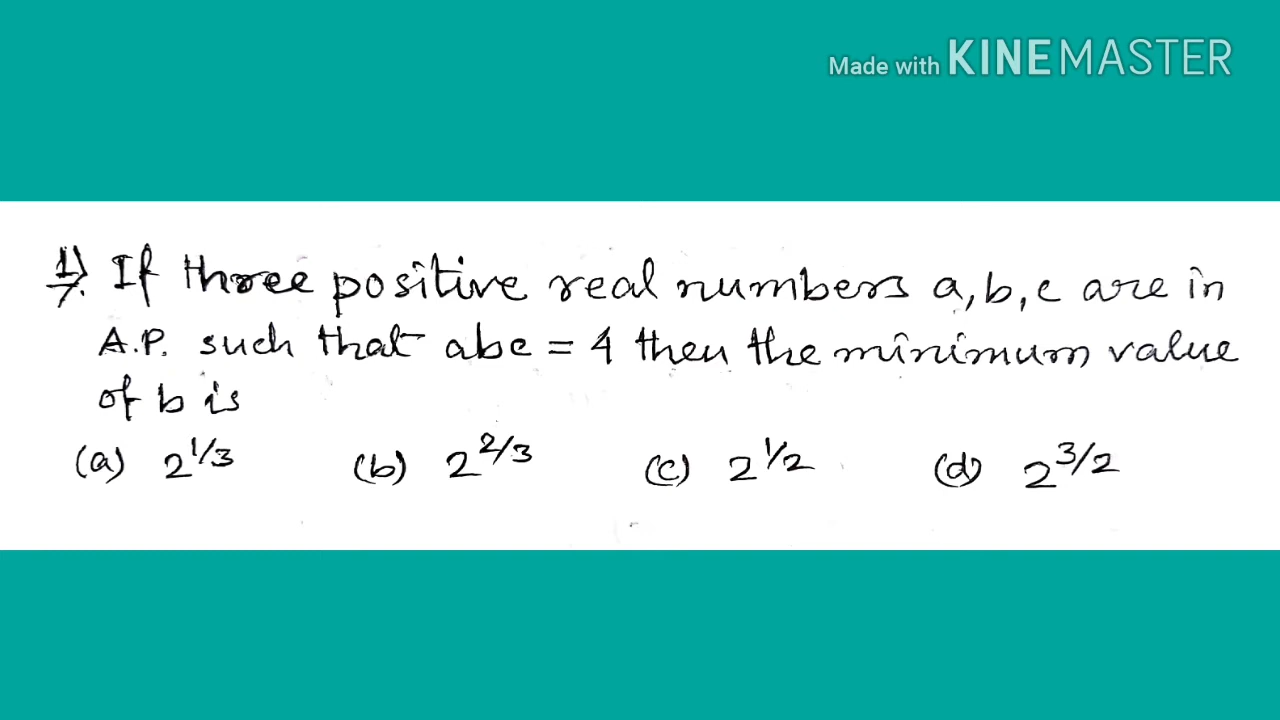 Made with KINEMASTER
1). If three positive real numbers a, b, c are in
A.P. such that abc = 4 then the minimum value
of b is
(a) 2^1/3 (b) 2^2/3 (c) 2^1/2 (d) 2^3/2